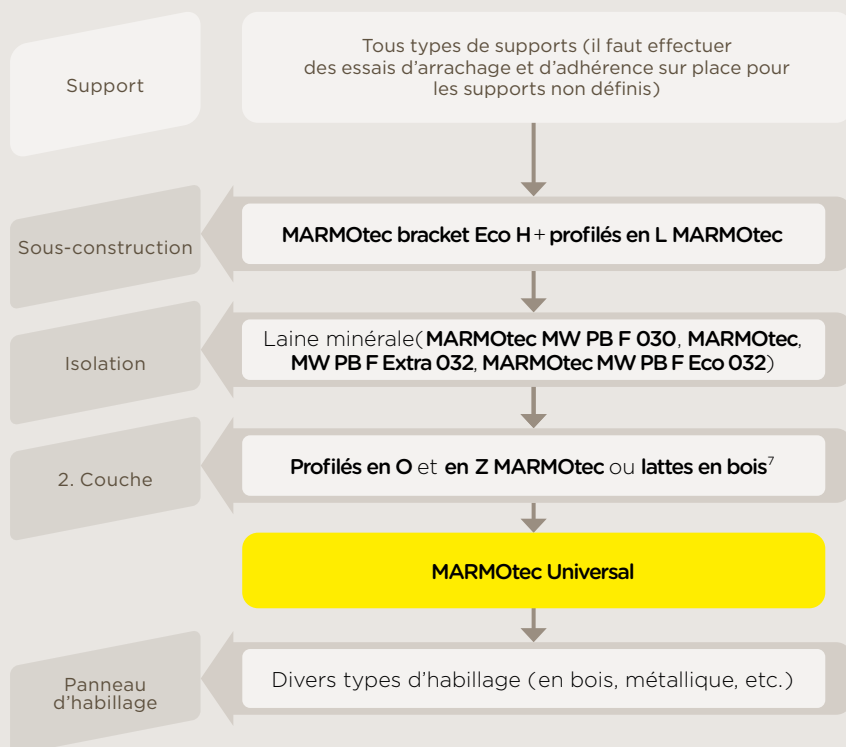 Support
Tous types de supports (il faut effectuer
des essais d'arrachage et d'adhérence sur place pour
les supports non définis)
Sous-construction
MARMOtec bracket Eco H + profilés en L MARMOtec
Isolation
Laine minérale(MARMOtec MW PB F 030, MARMOtec,
MW PB F Extra 032, MARMOtec MW PB F Eco 032)
2. Couche
Profilés en O et en Z MARMOtec ou lattes en bois⁷
MARMOtec Universal
Panneau
d'habillage
Divers types d'habillage (en bois, métallique, etc.)